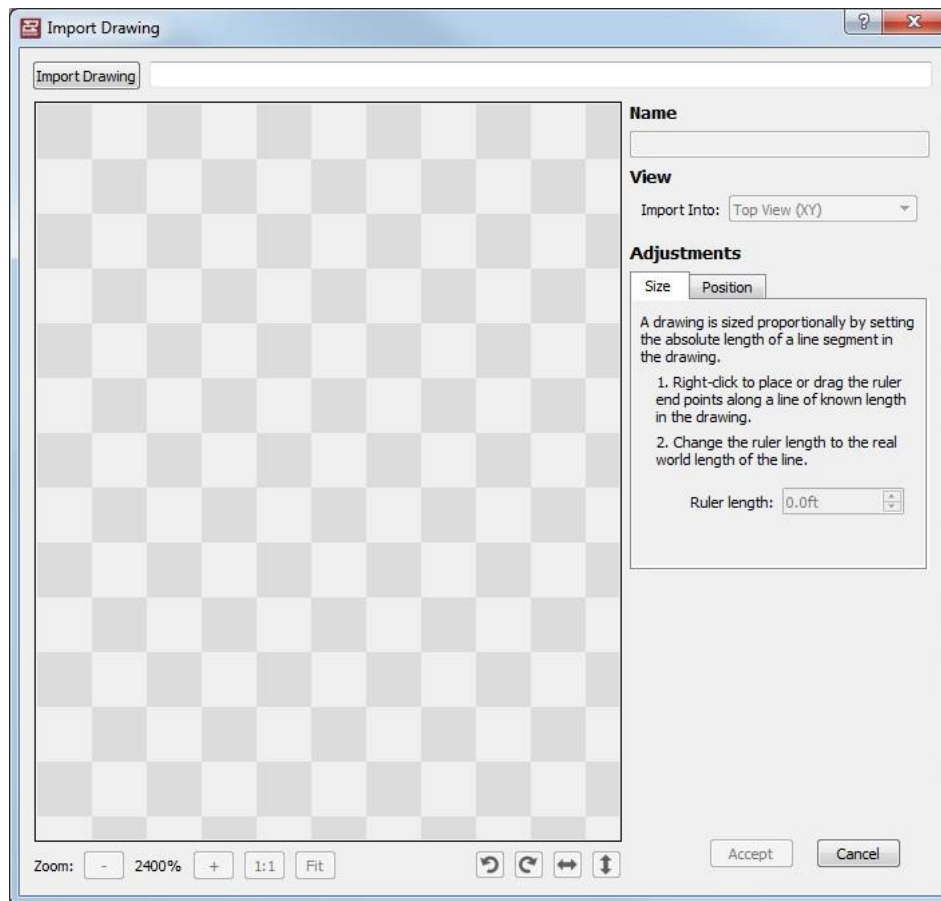 Import Drawing
Import Drawing
Name
View
Import Into: Top View (XY)
Adjustments
Size Position
A drawing is sized proportionally by setting
the absolute length of a line segment in
the drawing.
1. Right-click to place or drag the ruler
end points along a line of known length
in the drawing.
2. Change the ruler length to the real
world length of the line.
Ruler length: 0.0ft
Zoom: - 2400% + 1:1 Fit
Accept Cancel